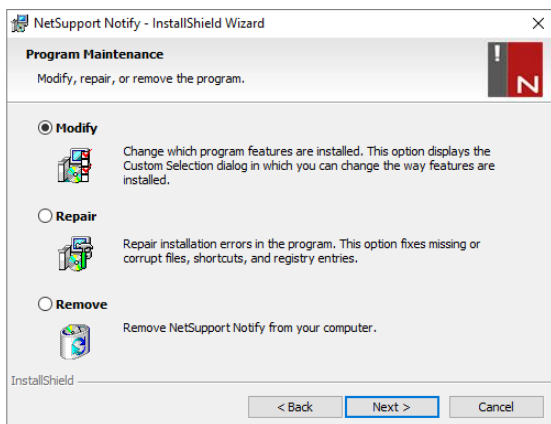 NetSupport Notify - InstallShield Wizard
Program Maintenance
Modify, repair, or remove the program.
! N
Modify
Change which program features are installed. This option displays the
Custom Selection dialog in which you can change the way features are
installed.
Repair
Repair installation errors in the program. This option fixes missing or
corrupt files, shortcuts, and registry entries.
Remove
Remove NetSupport Notify from your computer.
InstallShield
< Back Next > Cancel